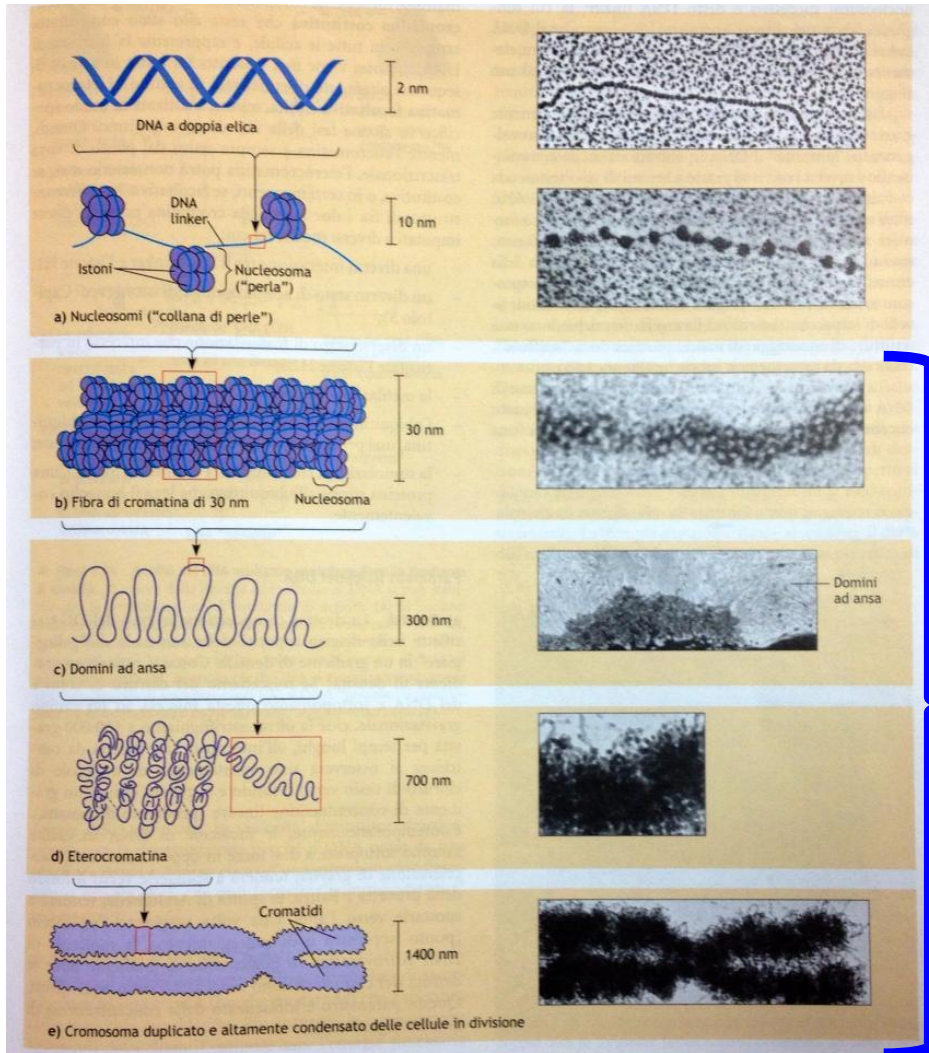 2 nm
DNA a doppia elica
DNA
linker
10 nm
Istoni
Nucleosoma
("perla")
a) Nucleosomi ("collana di perle")
30 nm
Nucleosoma
b) Fibra di cromatina di 30 nm
Domini
ad ansa
300 nm
c) Domini ad ansa
700 nm
d) Eterocromatina
Cromatidi
1400 nm
e) Cromosoma duplicato e altamente condensato delle cellule in divisione